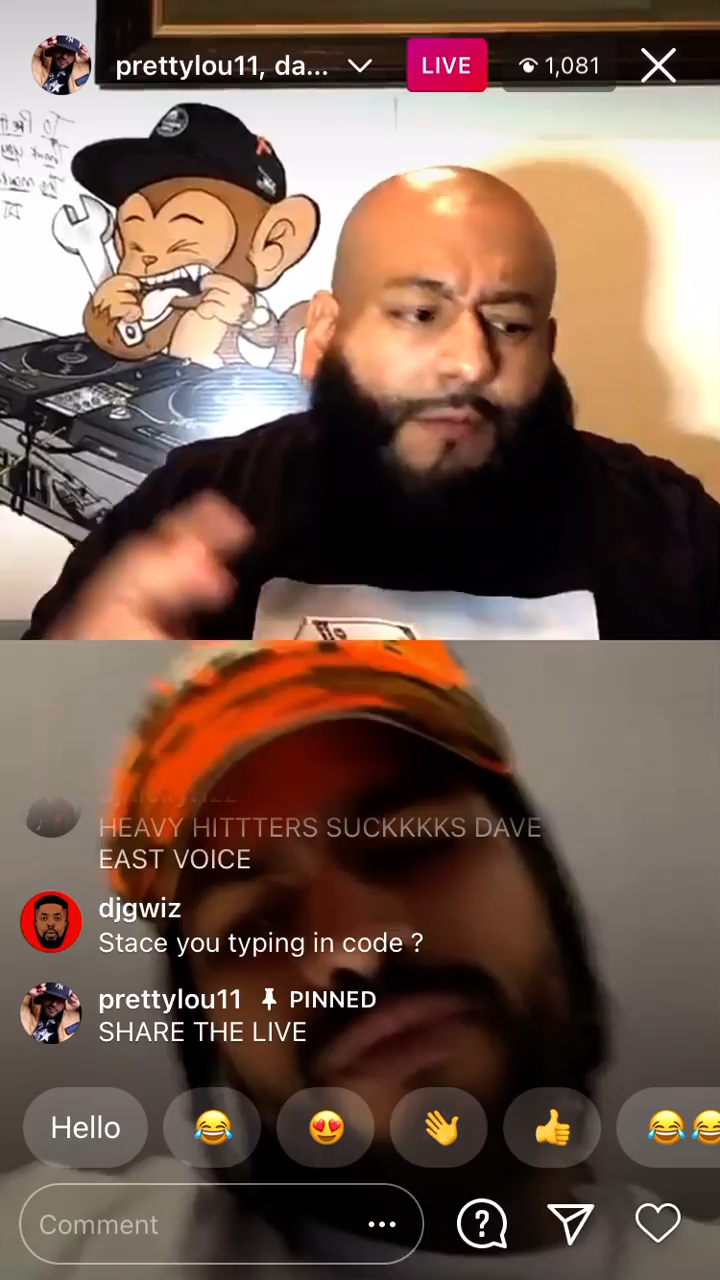 prettylou11, da...
LIVE
1,081
HEAVY HITTTERS SUCKKKKS DAVE
EAST VOICE
djgwiz
Stace you typing in code ?
prettylou11 PINNED
SHARE THE LIVE
Hello
Comment